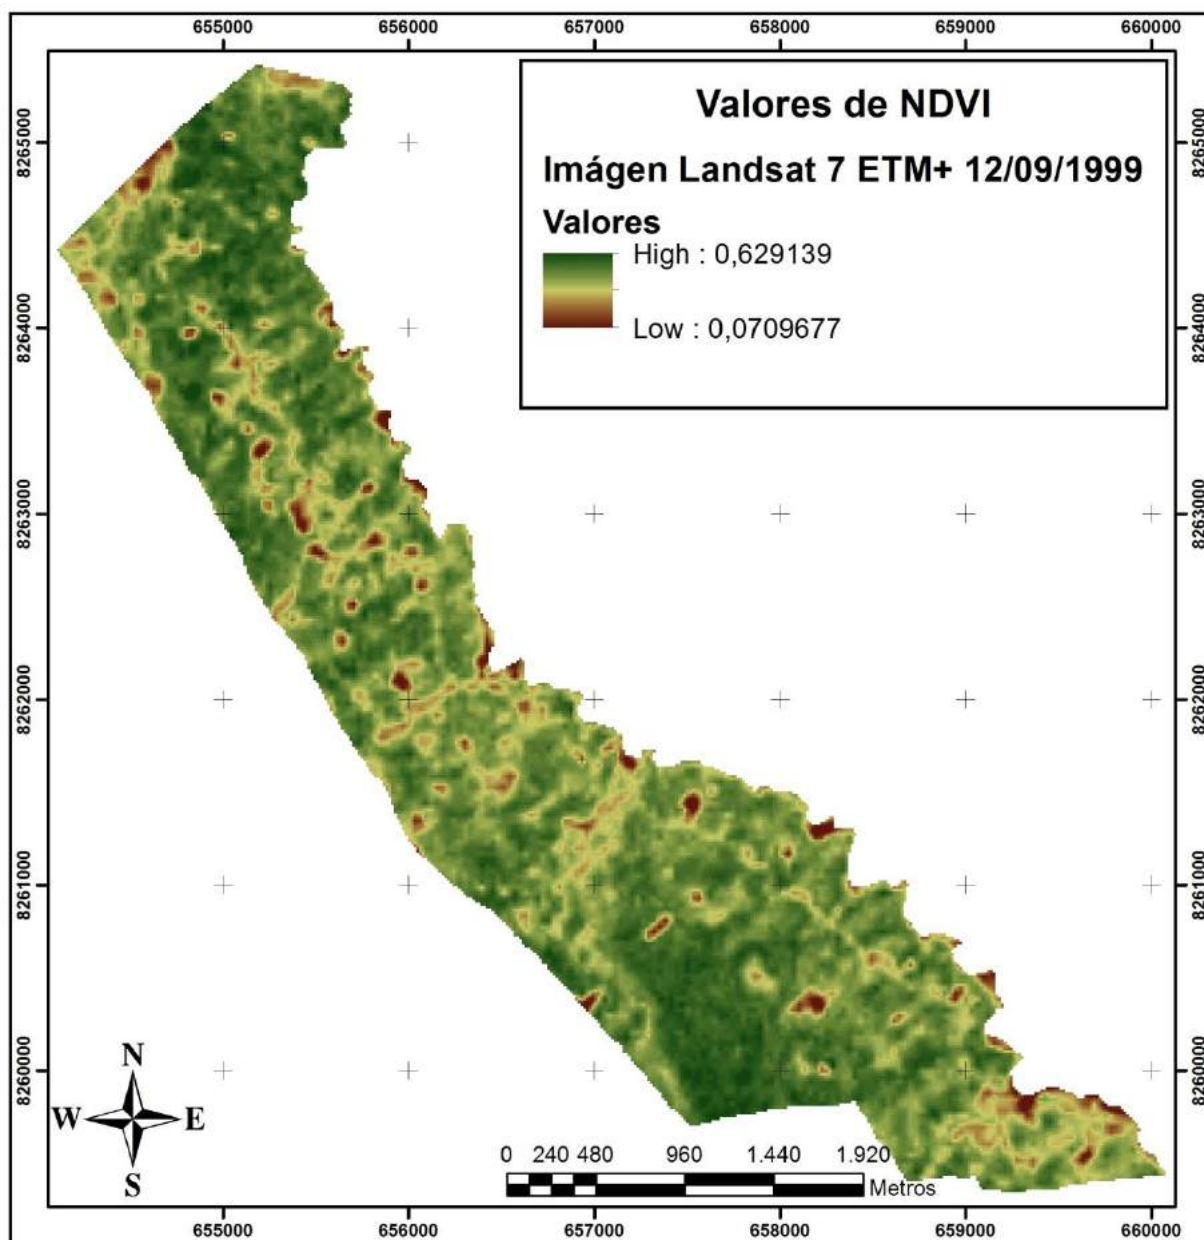 655000 656000 657000 658000 659000 660000
Valores de NDVI
Imágen Landsat 7 ETM+ 12/09/1999
Valores
High : 0,629139
Low : 0,0709677
8265000 8265000
8264000 8264000
8263000 8263000
8262000 8262000
8261000 8261000
8260000 8260000
N
W E
S
0 240 480 960 1.440 1.920
Metros
655000 656000 657000 658000 659000 660000